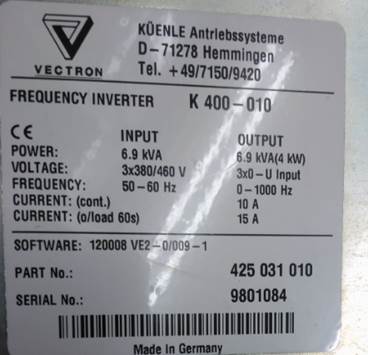 KÜENLE Antriebssysteme
D-71278 Hemmingen
Tel. +49/7150/9420
VECTRON
FREQUENCY INVERTER K 400-010
CE INPUT OUTPUT
POWER: 6.9 kVA 6.9 kVA(4 kW)
VOLTAGE: 3x380/460 V 3x0-U Input
FREQUENCY: 50-60 Hz 0-1000 Hz
CURRENT: (cont.) 10 A
CURRENT: (o/load 60s) 15 A
SOFTWARE: 120008 VE2-0/009-1
PART No.: 425 031 010
SERIAL No.: 9801084
Made In Germany